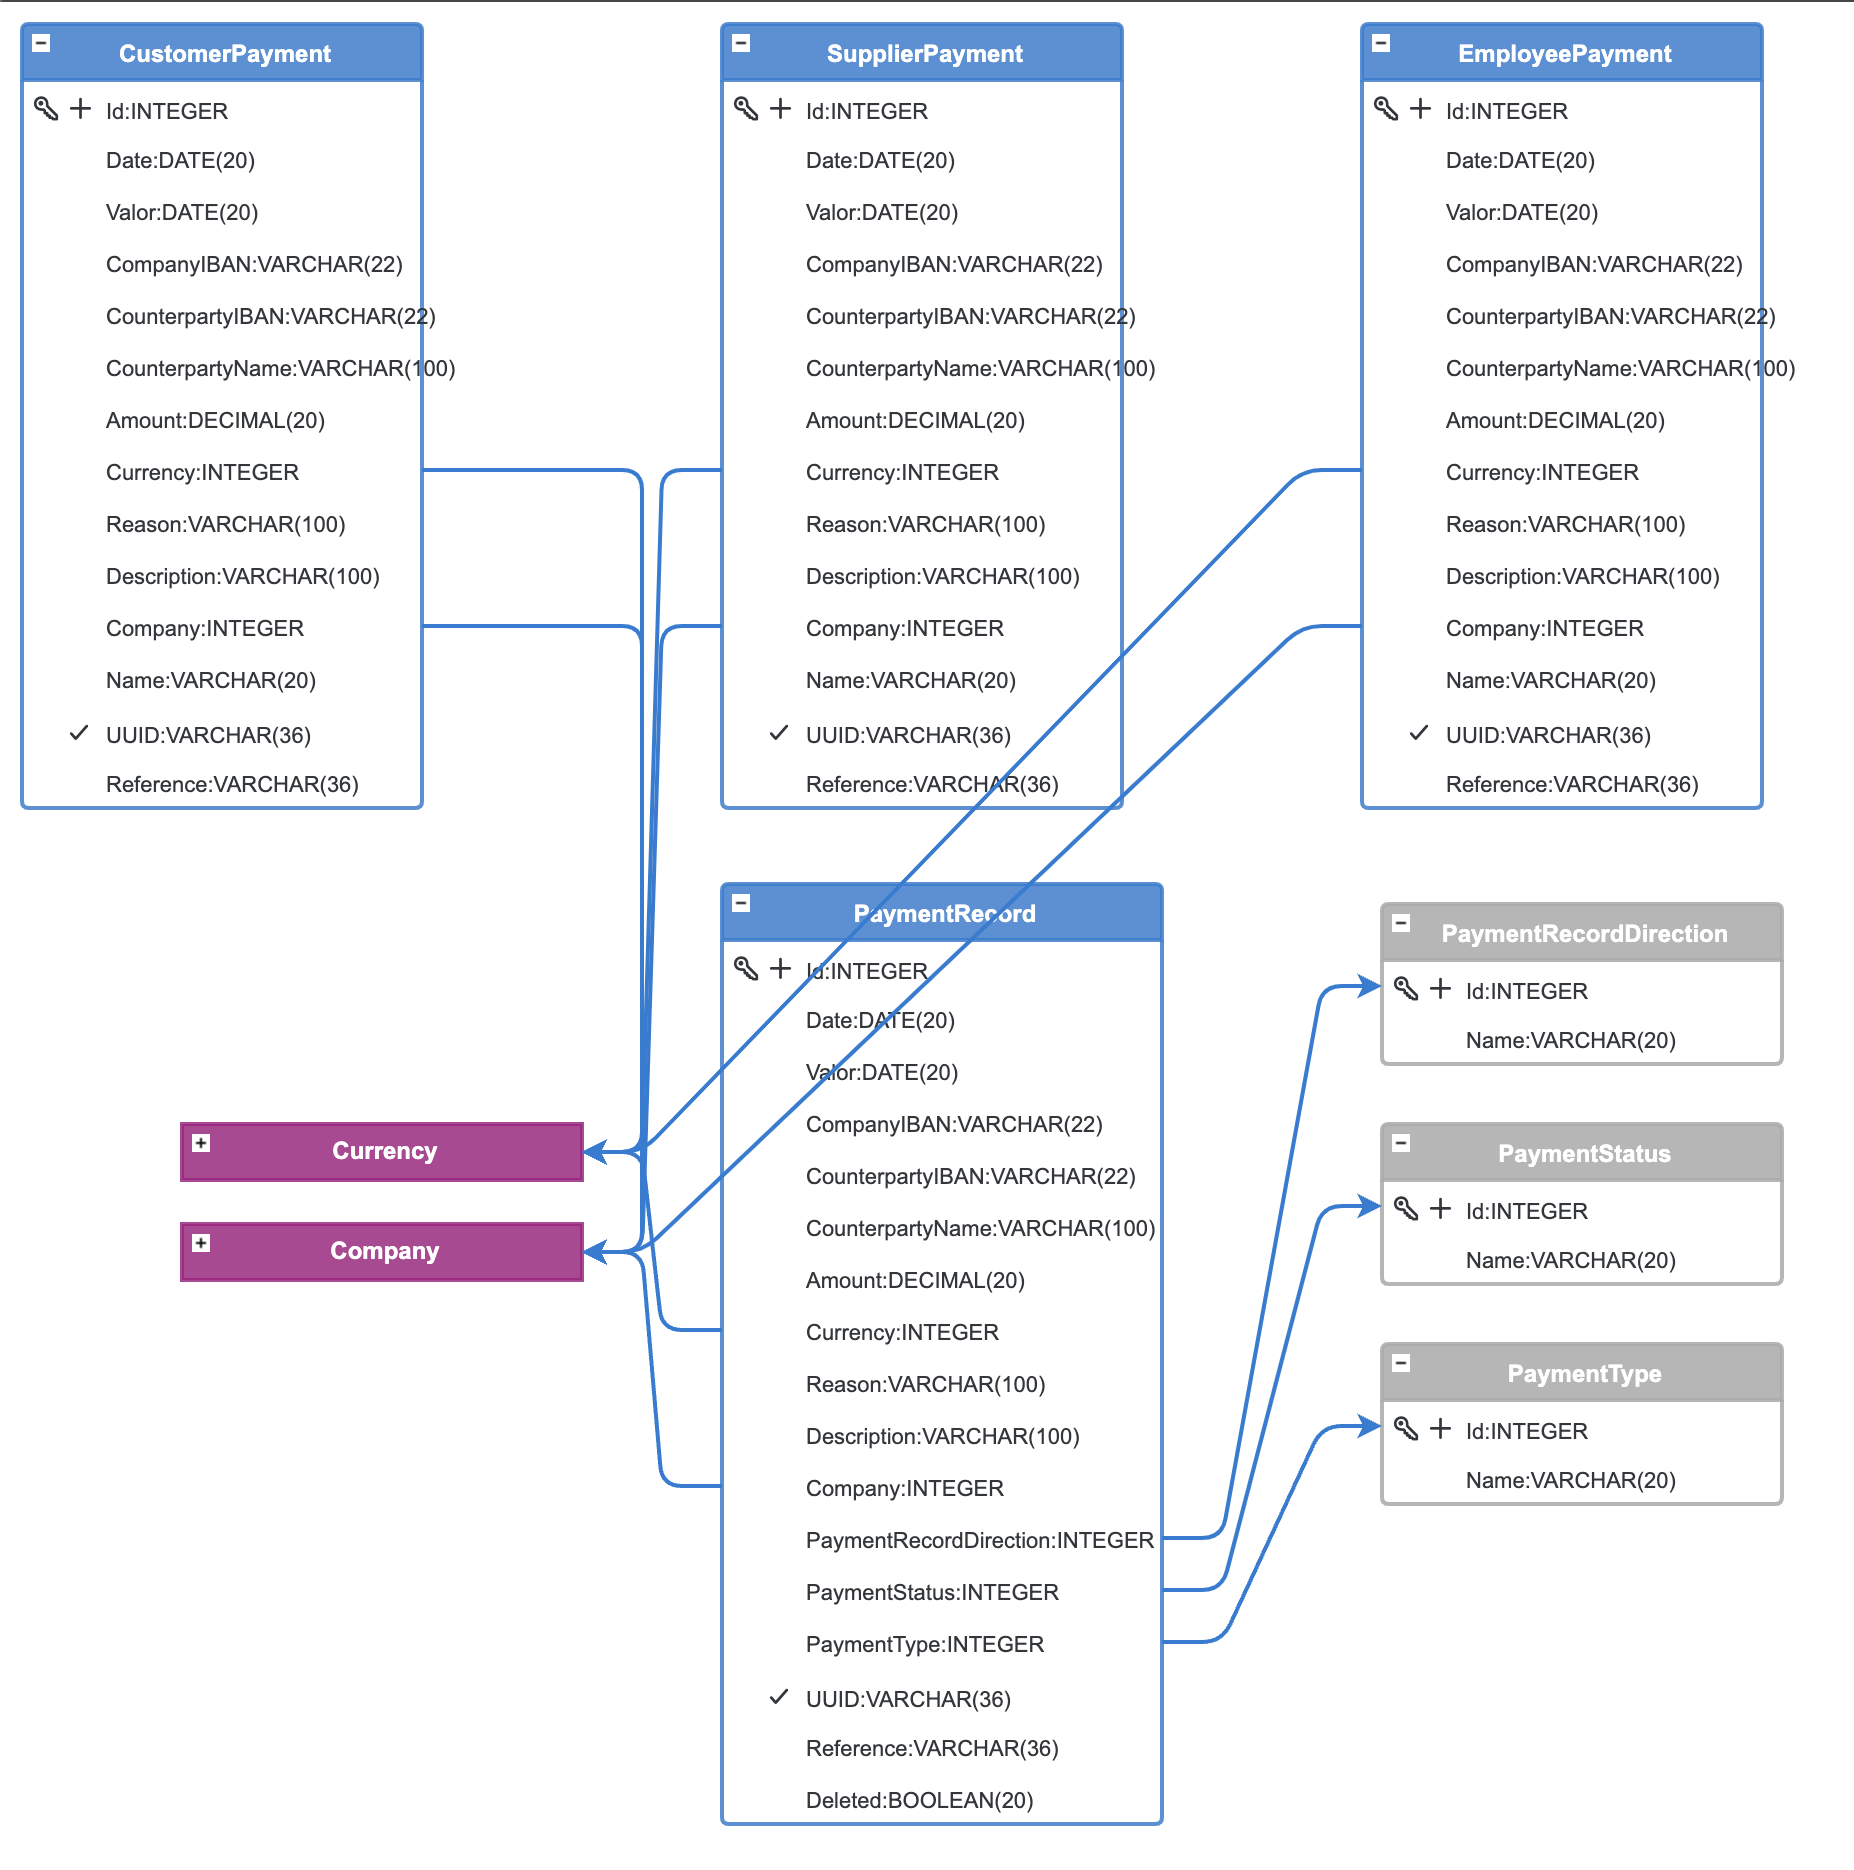 CustomerPayment
Id:INTEGER
Date:DATE(20)
Valor:DATE(20)
CompanyIBAN:VARCHAR(22)
CounterpartyIBAN:VARCHAR(22)
CounterpartyName:VARCHAR(100)
Amount:DECIMAL(20)
Currency:INTEGER
Reason:VARCHAR(100)
Description:VARCHAR(100)
Company:INTEGER
Name:VARCHAR(20)
UUID:VARCHAR(36)
Reference:VARCHAR(36)
SupplierPayment
Id:INTEGER
Date:DATE(20)
Valor:DATE(20)
CompanyIBAN:VARCHAR(22)
CounterpartyIBAN:VARCHAR(22)
CounterpartyName:VARCHAR(100)
Amount:DECIMAL(20)
Currency:INTEGER
Reason:VARCHAR(100)
Description:VARCHAR(100)
Company:INTEGER
Name:VARCHAR(20)
UUID:VARCHAR(36)
Reference:VARCHAR(36)
EmployeePayment
Id:INTEGER
Date:DATE(20)
Valor:DATE(20)
CompanyIBAN:VARCHAR(22)
CounterpartyIBAN:VARCHAR(22)
CounterpartyName:VARCHAR(100)
Amount:DECIMAL(20)
Currency:INTEGER
Reason:VARCHAR(100)
Description:VARCHAR(100)
Company:INTEGER
Name:VARCHAR(20)
UUID:VARCHAR(36)
Reference:VARCHAR(36)
Currency
Company
PaymentRecord
Id:INTEGER
Date:DATE(20)
Valor:DATE(20)
CompanyIBAN:VARCHAR(22)
CounterpartyIBAN:VARCHAR(22)
CounterpartyName:VARCHAR(100)
Amount:DECIMAL(20)
Currency:INTEGER
Reason:VARCHAR(100)
Description:VARCHAR(100)
Company:INTEGER
PaymentRecordDirection:INTEGER
PaymentStatus:INTEGER
PaymentType:INTEGER
UUID:VARCHAR(36)
Reference:VARCHAR(36)
Deleted:BOOLEAN(20)
PaymentRecordDirection
Id:INTEGER
Name:VARCHAR(20)
PaymentStatus
Id:INTEGER
Name:VARCHAR(20)
PaymentType
Id:INTEGER
Name:VARCHAR(20)